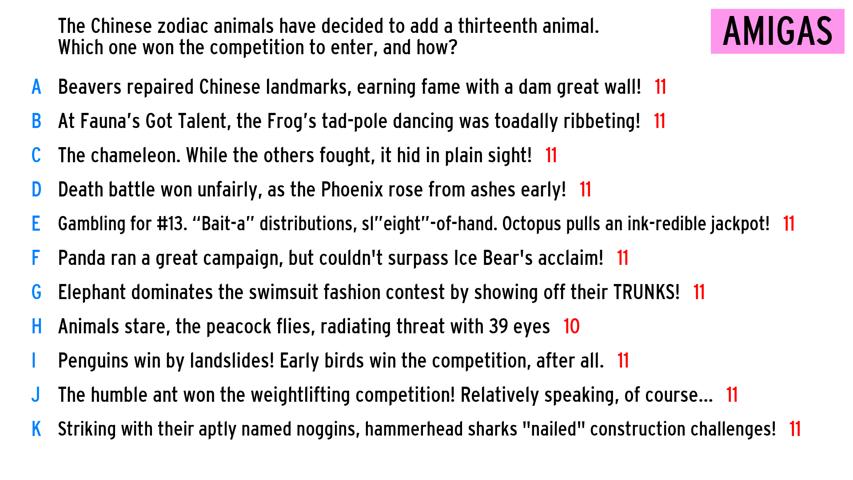 The Chinese zodiac animals have decided to add a thirteenth animal.
Which one won the competition to enter, and how?
AMIGAS
A Beavers repaired Chinese landmarks, earning fame with a dam great wall! 11
B At Fauna's Got Talent, the Frog's tad-pole dancing was toadally ribbeting! 11
C The chameleon. While the others fought, it hid in plain sight! 11
D Death battle won unfairly, as the Phoenix rose from ashes early! 11
E Gambling for #13. “Bait-a” distributions, sl”eight”-of-hand. Octopus pulls an ink-redible jackpot! 11
F Panda ran a great campaign, but couldn't surpass Ice Bear's acclaim! 11
G Elephant dominates the swimsuit fashion contest by showing off their TRUNKS! 11
H Animals stare, the peacock flies, radiating threat with 39 eyes 10
I Penguins win by landslides! Early birds win the competition, after all. 11
J The humble ant won the weightlifting competition! Relatively speaking, of course... 11
K Striking with their aptly named noggins, hammerhead sharks "nailed" construction challenges! 11